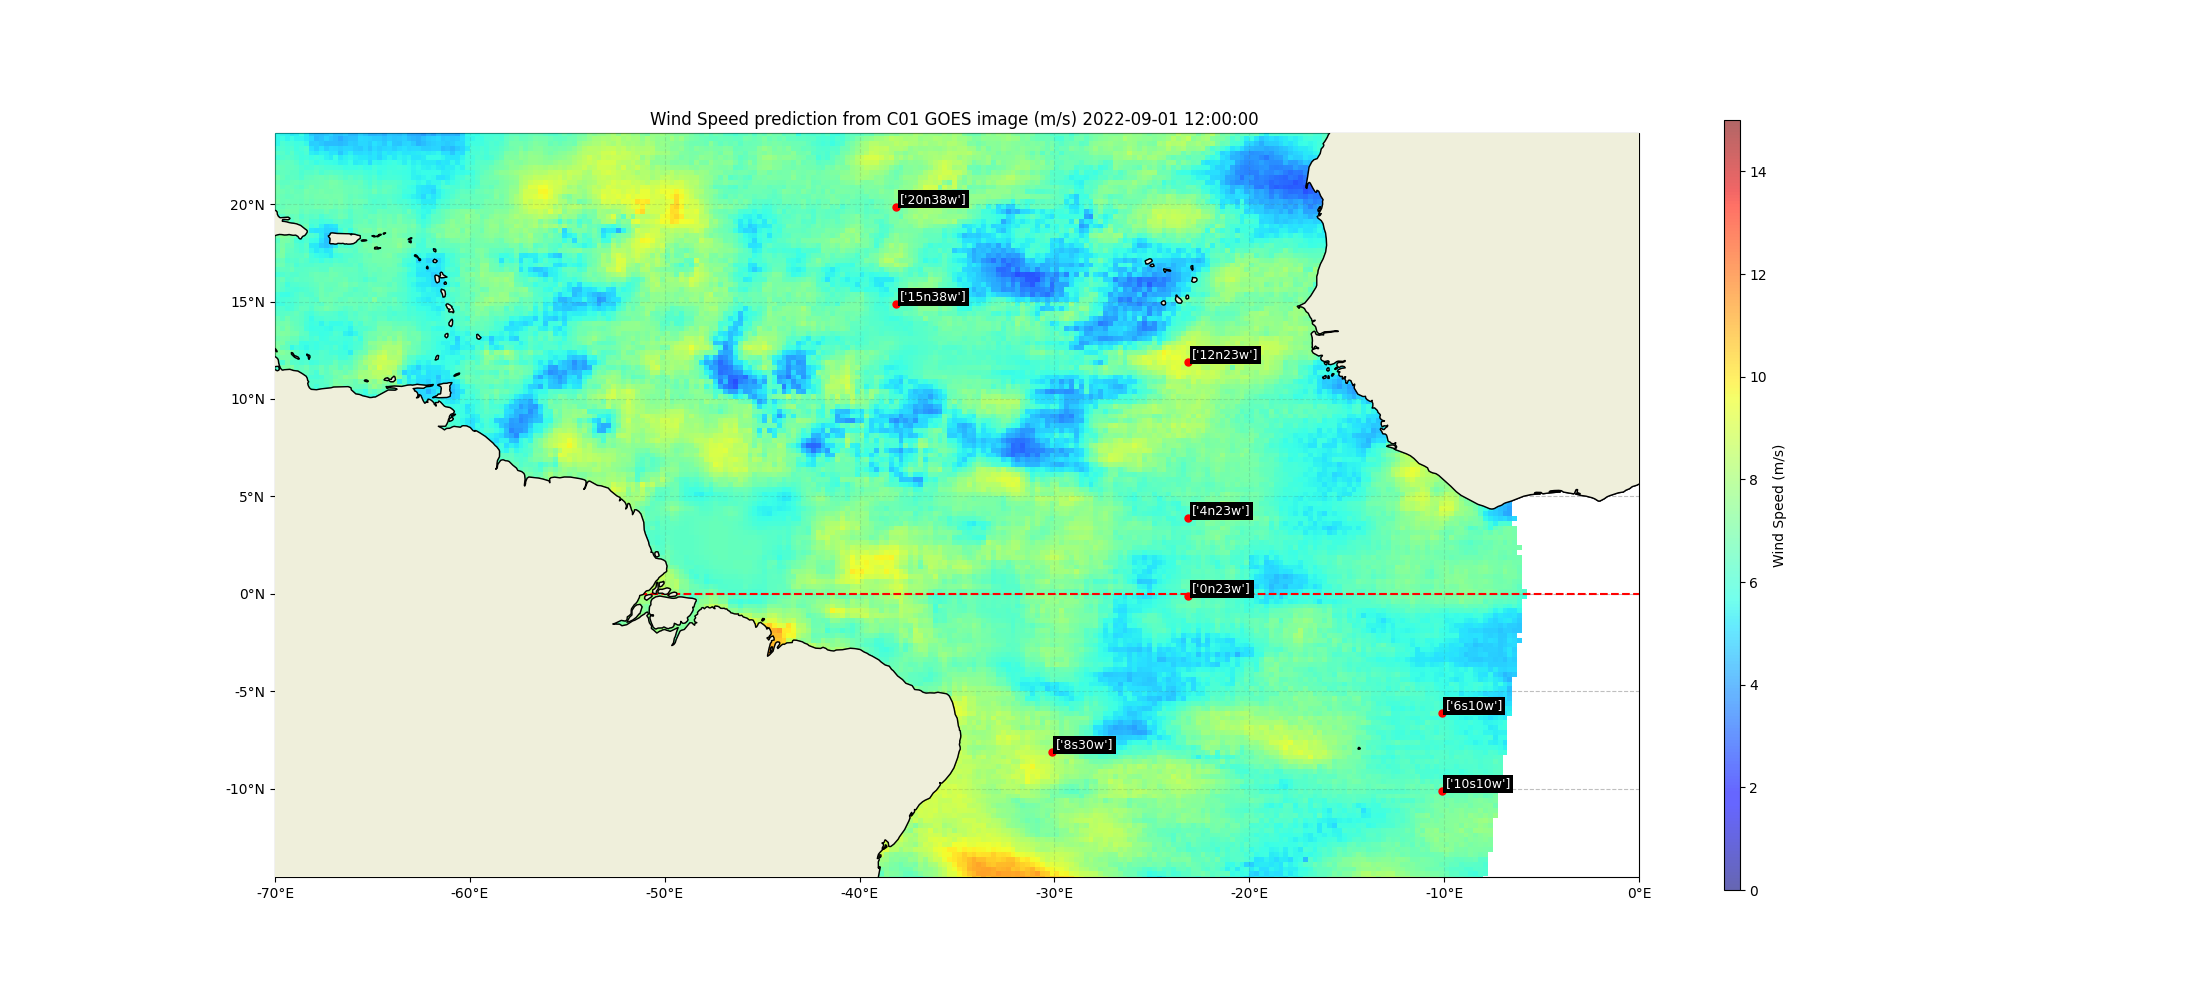 Wind Speed prediction from C01 GOES image (m/s) 2022-09-01 12:00:00
14
20°N
['20n38w']
12
15°N
['15n38w']
['12n23w']
10
10°N
8
5°N
['4n23w']
Wind Speed (m/s)
6
0°N
['0n23w']
-5°N
4
['6s10w']
['8s30w']
2
-10°N
['10s10w']
0
-70°E
-60°E
-50°E
-40°E
-30°E
-20°E
-10°E
0°E